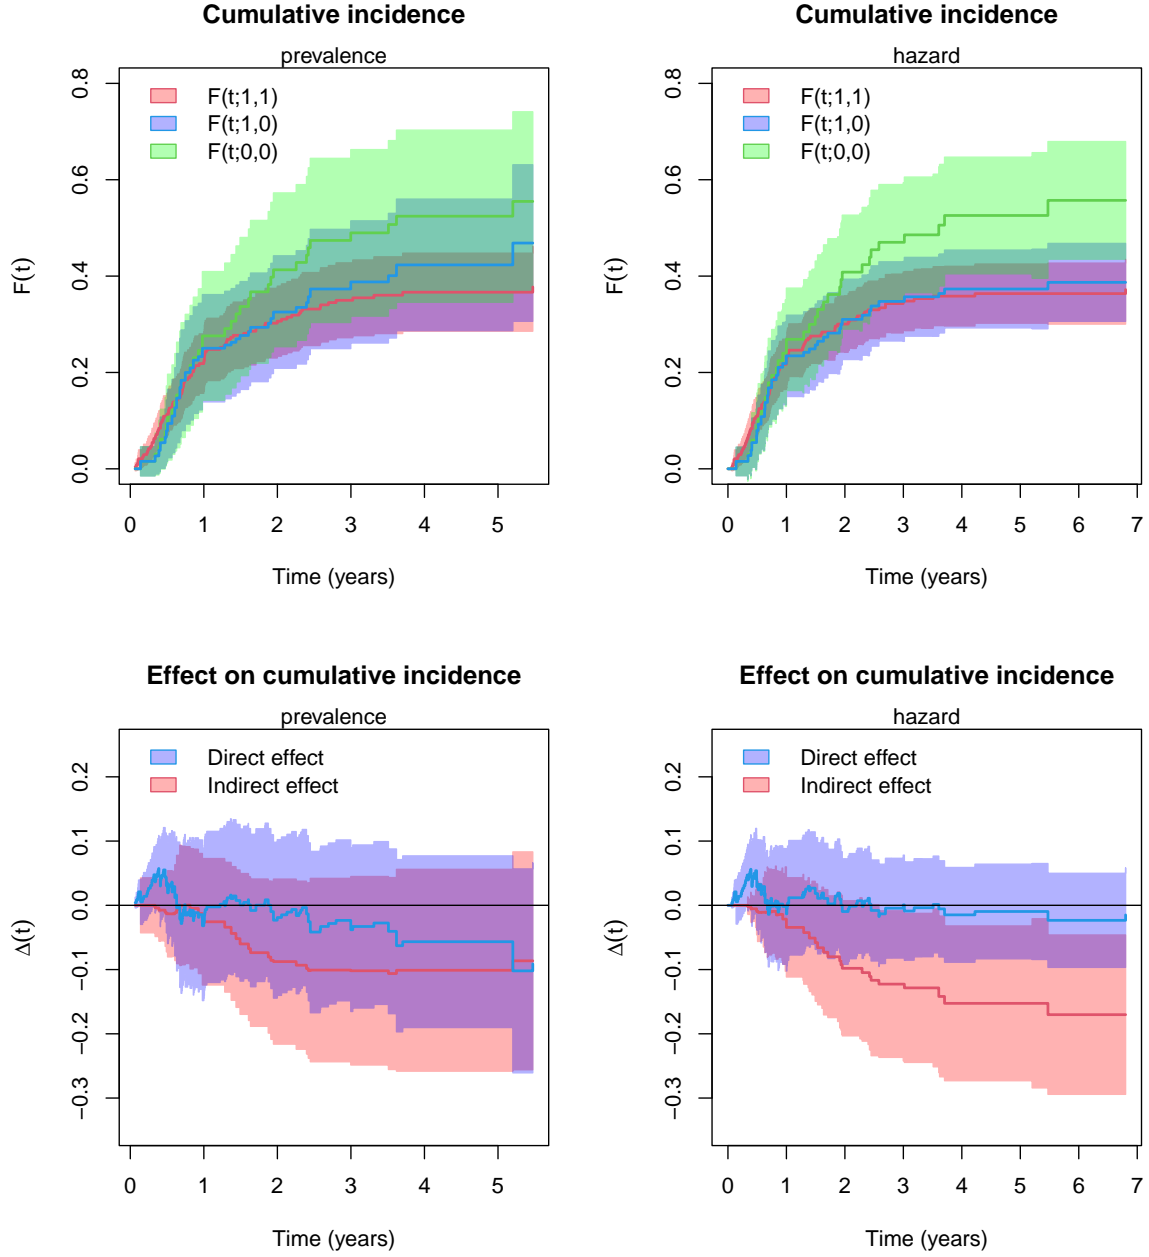 Cumulative incidence
prevalence
F(t;1,1)
F(t;1,0)
F(t;0,0)
0.8
0.6
0.4
0.2
0.0
F(t)
0 1 2 3 4 5
Time (years)
Cumulative incidence
hazard
F(t;1,1)
F(t;1,0)
F(t;0,0)
0.8
0.6
0.4
0.2
0.0
F(t)
0 1 2 3 4 5 6 7
Time (years)
Effect on cumulative incidence
prevalence
Direct effect
Indirect effect
0.2
0.1
0.0
−0.1
−0.2
−0.3
Δ(t)
0 1 2 3 4 5
Time (years)
Effect on cumulative incidence
hazard
Direct effect
Indirect effect
0.2
0.1
0.0
−0.1
−0.2
−0.3
Δ(t)
0 1 2 3 4 5 6 7
Time (years)